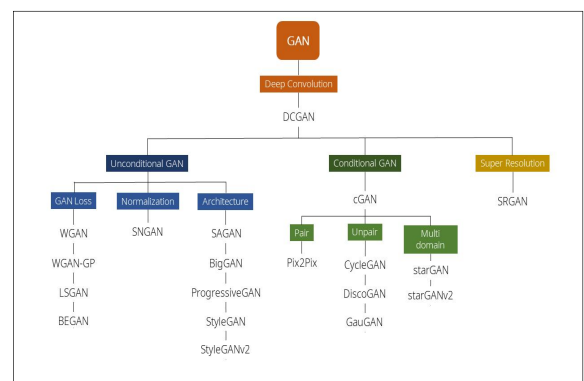 GAN
Deep Convolution
DCGAN
Unconditional GAN
Conditional GAN
Super Resolution
GAN Loss
Normalization
Architecture
WGAN
WGAN-GP
LSGAN
BEGAN
SNGAN
SAGAN
BigGAN
ProgressiveGAN
StyleGAN
StyleGANv2
cGAN
Pair
Unpair
Multi
domain
Pix2Pix
CycleGAN
DiscoGAN
GauGAN
starGAN
starGANv2
SRGAN